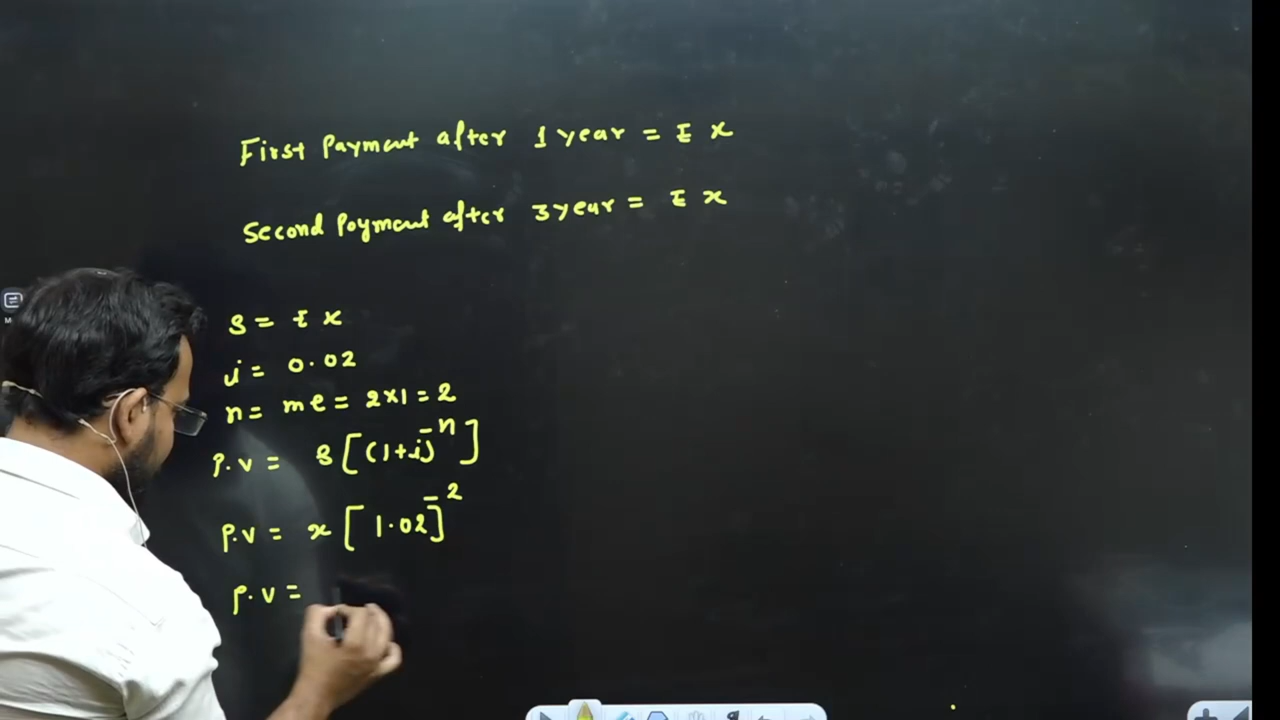 First Payment after 1 year = ₤ x
Second Payment after 3 year = ₤ x
S = ₤ x
i = 0.02
n = mt = 2×1 = 2
P.V = S[(1+i)⁻ⁿ]
P.V = x[1.02]⁻²
P.V =